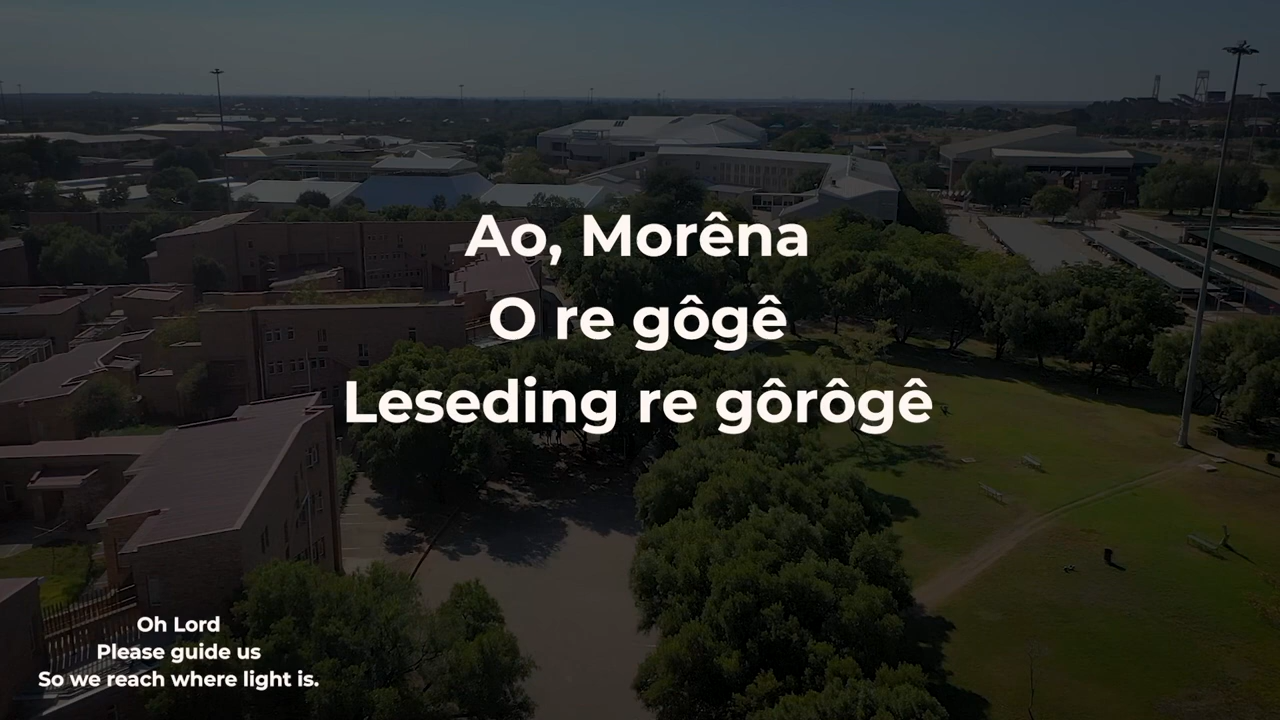 Ao, Morêna
O re gôgê
Leseding re gôrôgê
Oh Lord
Please guide us
So we reach where light is.